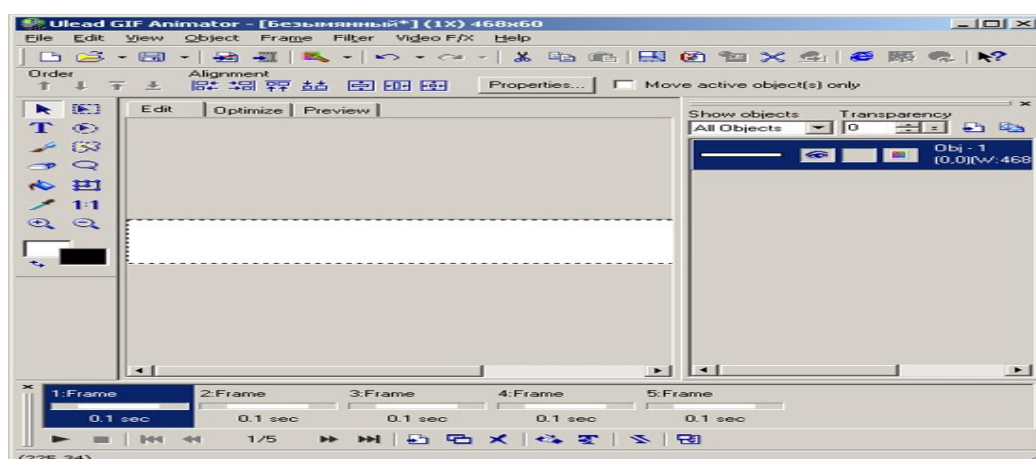 Ulead GIF Animator - [Безымянный*] (1X) 468x60
File Edit View Object Frame Filter Video F/X Help
Order Alignment
Properties... Move active object(s) only
Edit Optimize Preview
Show objects Transparency
All Objects 0
Obj - 1
(0,0)(W:468
T
1:1
1:Frame 2:Frame 3:Frame 4:Frame 5:Frame
0.1 sec 0.1 sec 0.1 sec 0.1 sec 0.1 sec
1/5